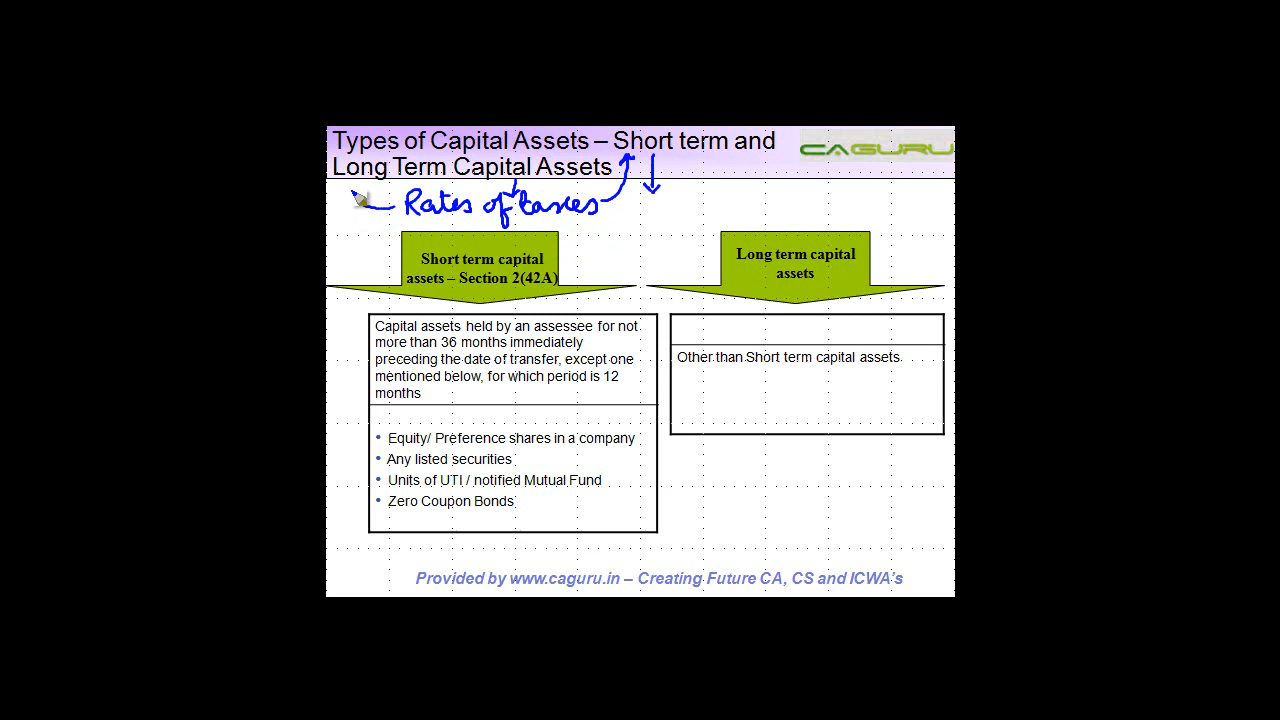 Types of Capital Assets – Short term and
Long Term Capital Assets
CAGURU
Rates of taxes
Short term capital
assets – Section 2(42A)
Long term capital
assets
Capital assets held by an assessee for not
more than 36 months immediately
preceding the date of transfer, except one
mentioned below, for which period is 12
months
• Equity/ Preference shares in a company
• Any listed securities
• Units of UTI / notified Mutual Fund
• Zero Coupon Bonds
Other than Short term capital assets
Provided by www.caguru.in – Creating Future CA, CS and ICWA's